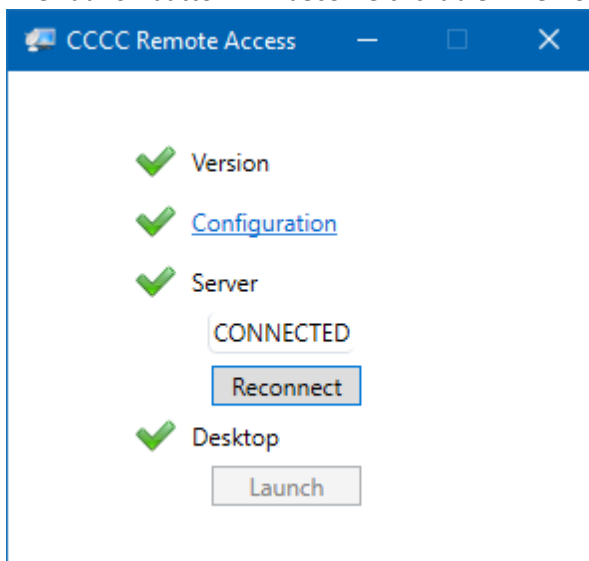 CCCC Remote Access
Version
Configuration
Server
CONNECTED
Reconnect
Desktop
Launch